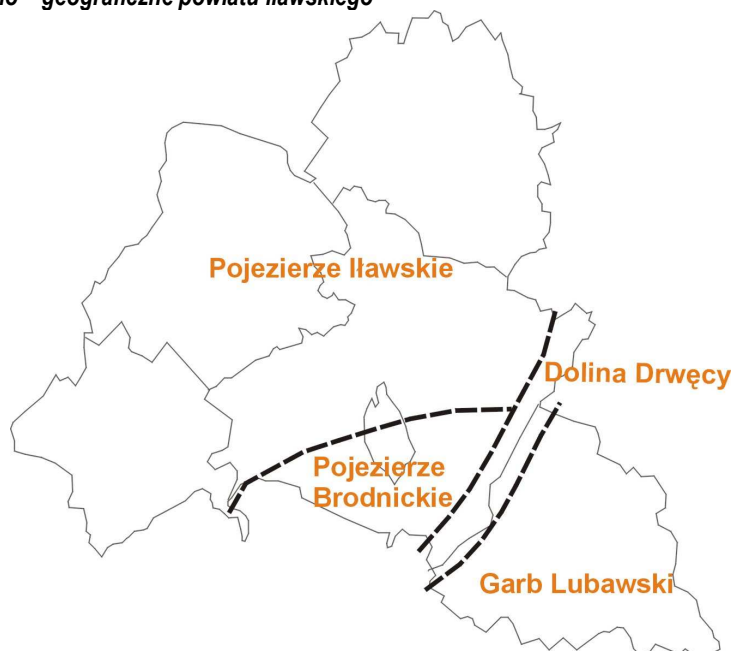 geograficzne powiatu iławskiego
Pojezierze Iławskie
Dolina Drwęcy
Pojezierze
Brodnickie
Garb Lubawski